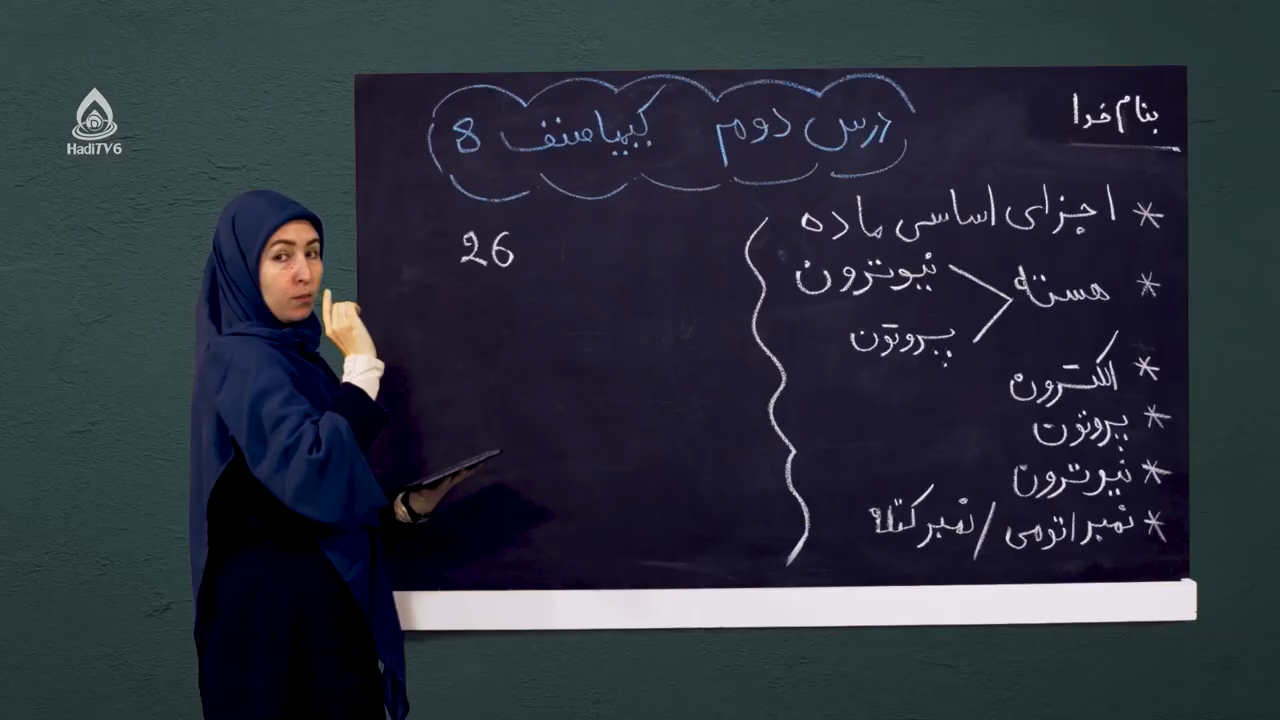 بنام خدا
درس دوم کیمیا صنف 8
* اجزای اساسی ماده
* هسته
نیوترون
پروتون
* الکترون
* پروتون
* نیوترون
* نمبر اتومی / نمبر کتله
26
HadiTV6